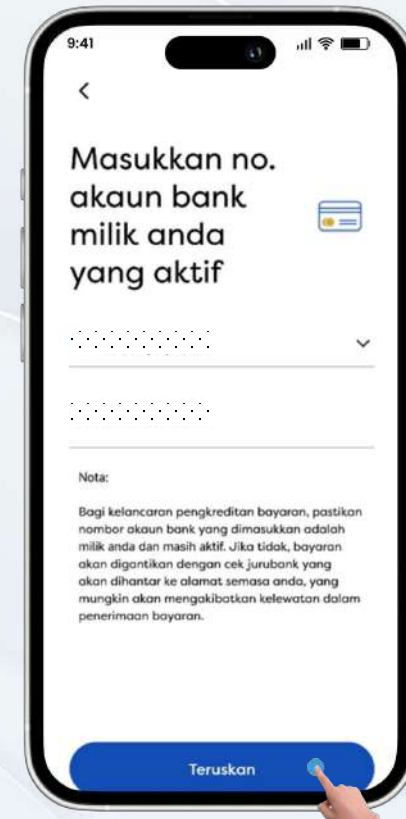 9:41
Masukkan no.
akaun bank
milik anda
yang aktif
Nota:
Bagi kelancaran pengkreditan bayaran, pastikan
nombor akaun bank yang dimasukkan adalah
milik anda dan masih aktif. Jika tidak, bayaran
akan digantikan dengan cek jurubank yang
akan dihantar ke alamat semasa anda, yang
mungkin akan mengakibatkan kelewatan dalam
penerimaan bayaran.
Teruskan